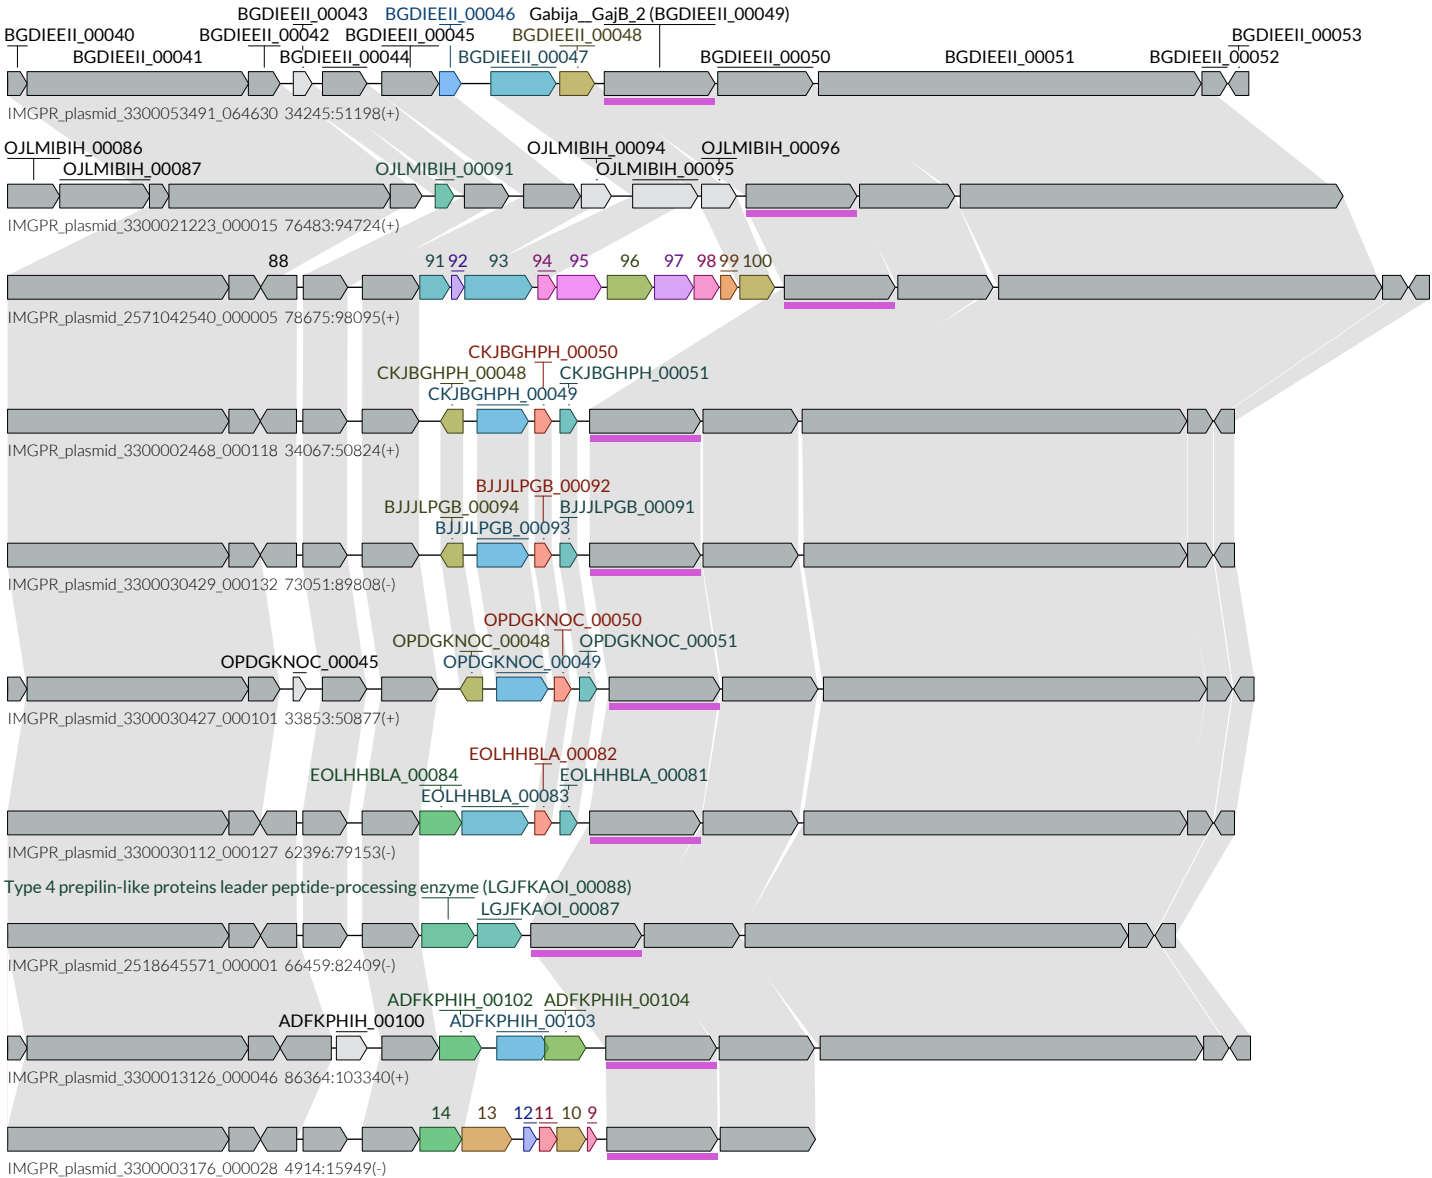 BGDIEEII_00043 BGDIEEII_00046 Gabija__GajB_2 (BGDIEEII_00049)
BGDIEEII_00040 BGDIEEII_00042 BGDIEEII_00045 BGDIEEII_00048 BGDIEEII_00053
BGDIEEII_00041 BGDIEEII_00044 BGDIEEII_00047 BGDIEEII_00050 BGDIEEII_00051 BGDIEEII_00052
IMGPR_plasmid_3300053491_064630 34245:51198(+)
OJLMIBIH_00086 OJLMIBIH_00094 OJLMIBIH_00096
OJLMIBIH_00087 OJLMIBIH_00091 OJLMIBIH_00095
IMGPR_plasmid_3300021223_000015 76483:94724(+)
88 91 92 93 94 95 96 97 98 99 100
IMGPR_plasmid_2571042540_000005 78675:98095(+)
CKJBGHPH_00050
CKJBGHPH_00048 CKJBGHPH_00051
CKJBGHPH_00049
IMGPR_plasmid_3300002468_000118 34067:50824(+)
BJJJLPGB_00092
BJJJLPGB_00094 BJJJLPGB_00091
BJJJLPGB_00093
IMGPR_plasmid_3300030429_000132 73051:89808(-)
OPDGKNOC_00050
OPDGKNOC_00048 OPDGKNOC_00051
OPDGKNOC_00045 OPDGKNOC_00049
IMGPR_plasmid_3300030427_000101 33853:50877(+)
EOLHHBLA_00082
EOLHHBLA_00084 EOLHHBLA_00081
EOLHHBLA_00083
IMGPR_plasmid_3300030112_000127 62396:79153(-)
Type 4 prepilin-like proteins leader peptide-processing enzyme (LGJFKAOI_00088)
LGJFKAOI_00087
IMGPR_plasmid_2518645571_000001 66459:82409(-)
ADFKPHIH_00102 ADFKPHIH_00104
ADFKPHIH_00100 ADFKPHIH_00103
IMGPR_plasmid_3300013126_000046 86364:103340(+)
14 13 12 11 10 9
IMGPR_plasmid_3300003176_000028 4914:15949(-)